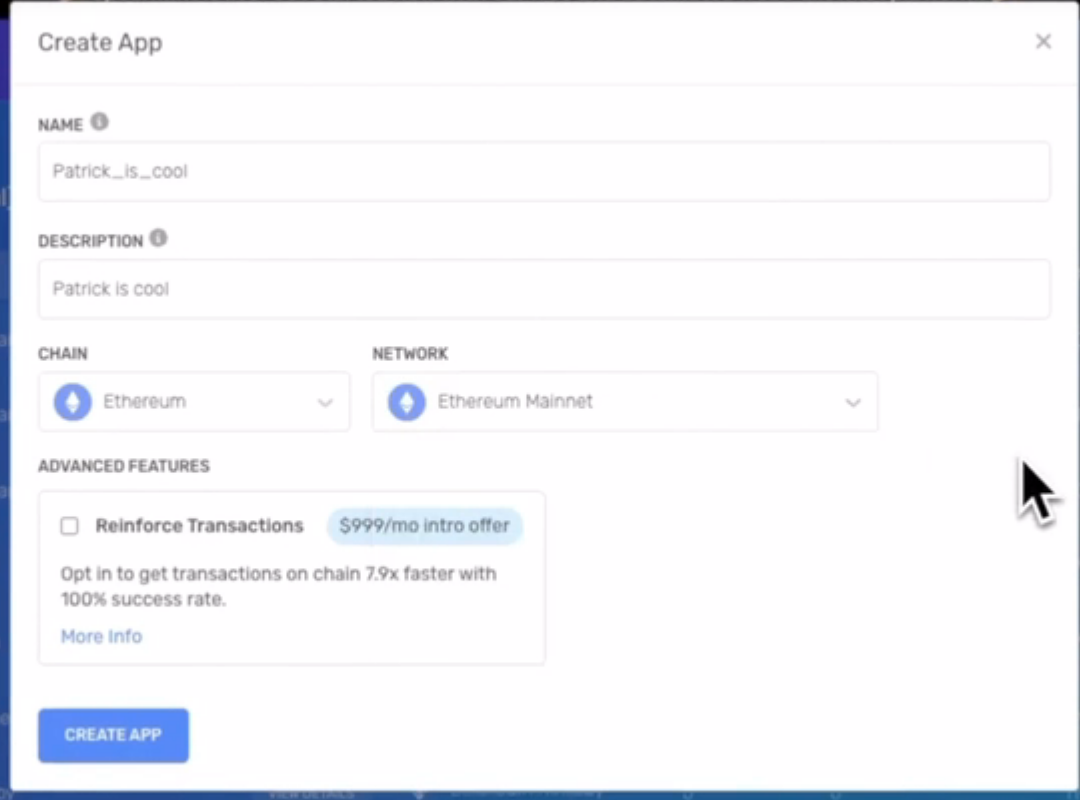 Create App
NAME
Patrick_is_cool
DESCRIPTION
Patrick is cool
CHAIN
NETWORK
Ethereum
Ethereum Mainnet
ADVANCED FEATURES
Reinforce Transactions
$999/mo intro offer
Opt in to get transactions on chain 7.9x faster with
100% success rate.
More Info
CREATE APP
VIEW DETAILS